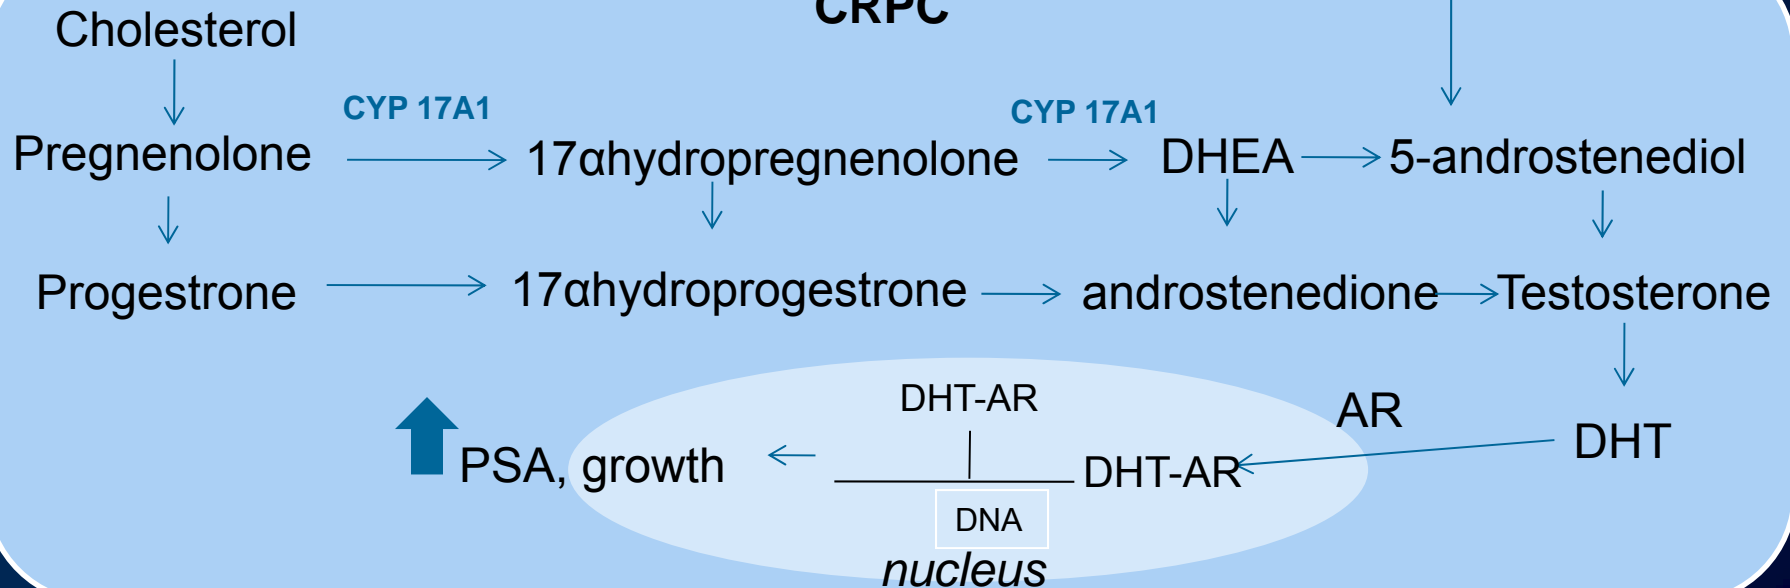 CRPC
Cholesterol
CYP 17A1
CYP 17A1
Pregnenolone
17αhydropregnenolone
DHEA
5-androstenediol
Progestrone
17αhydroprogestrone
androstenedione
Testosterone
DHT-AR
AR
DHT
PSA, growth
DHT-AR
DNA
nucleus